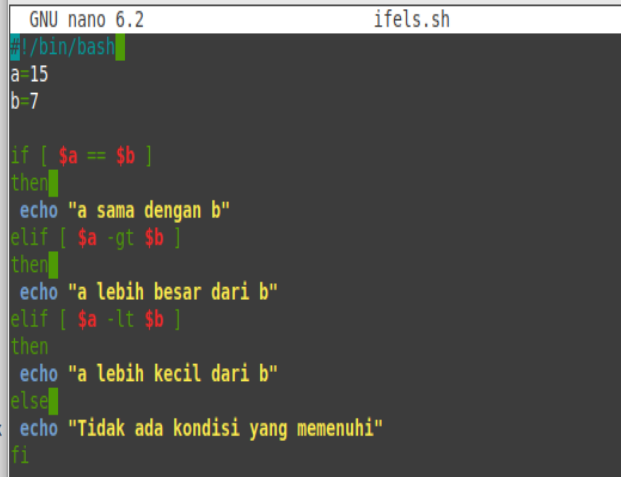 GNU nano 6.2 ifels.sh
#!/bin/bash
a=15
b=7
if [ $a == $b ]
then
echo "a sama dengan b"
elif [ $a -gt $b ]
then
echo "a lebih besar dari b"
elif [ $a -lt $b ]
then
echo "a lebih kecil dari b"
else
echo "Tidak ada kondisi yang memenuhi"
fi